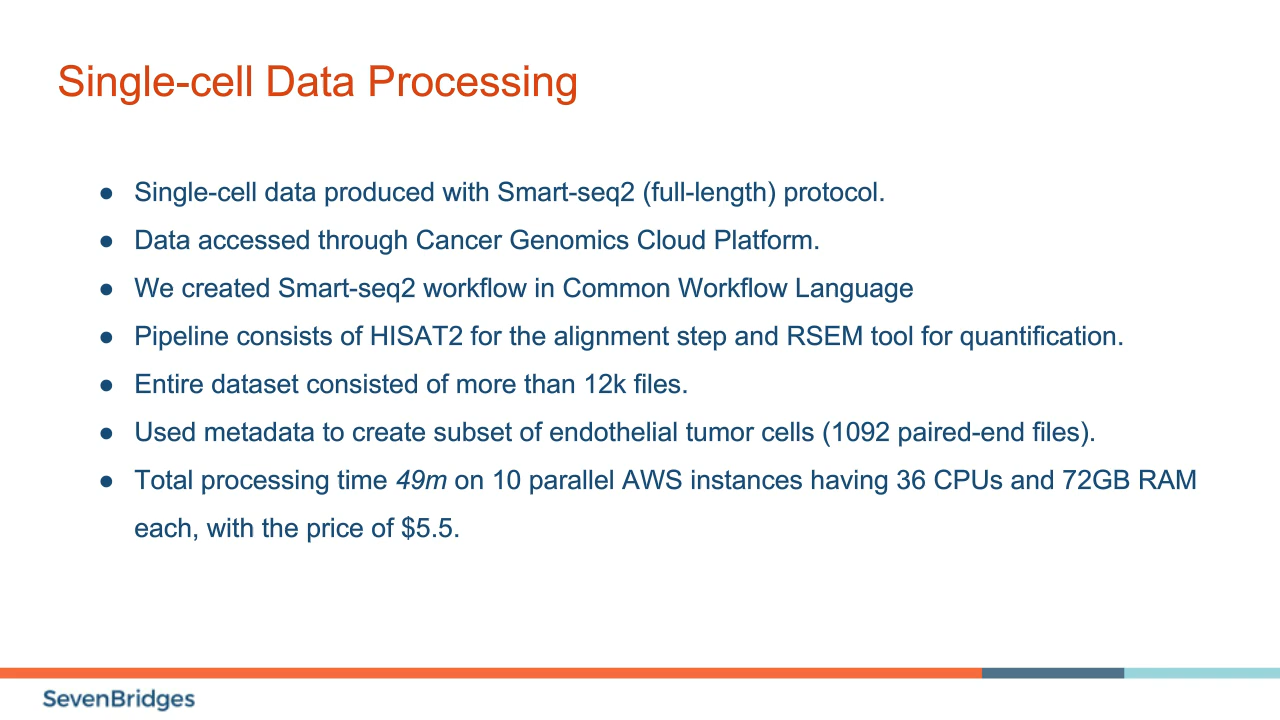 Single-cell Data Processing
● Single-cell data produced with Smart-seq2 (full-length) protocol.
● Data accessed through Cancer Genomics Cloud Platform.
● We created Smart-seq2 workflow in Common Workflow Language
● Pipeline consists of HISAT2 for the alignment step and RSEM tool for quantification.
● Entire dataset consisted of more than 12k files.
● Used metadata to create subset of endothelial tumor cells (1092 paired-end files).
● Total processing time 49m on 10 parallel AWS instances having 36 CPUs and 72GB RAM
each, with the price of $5.5.
SevenBridges